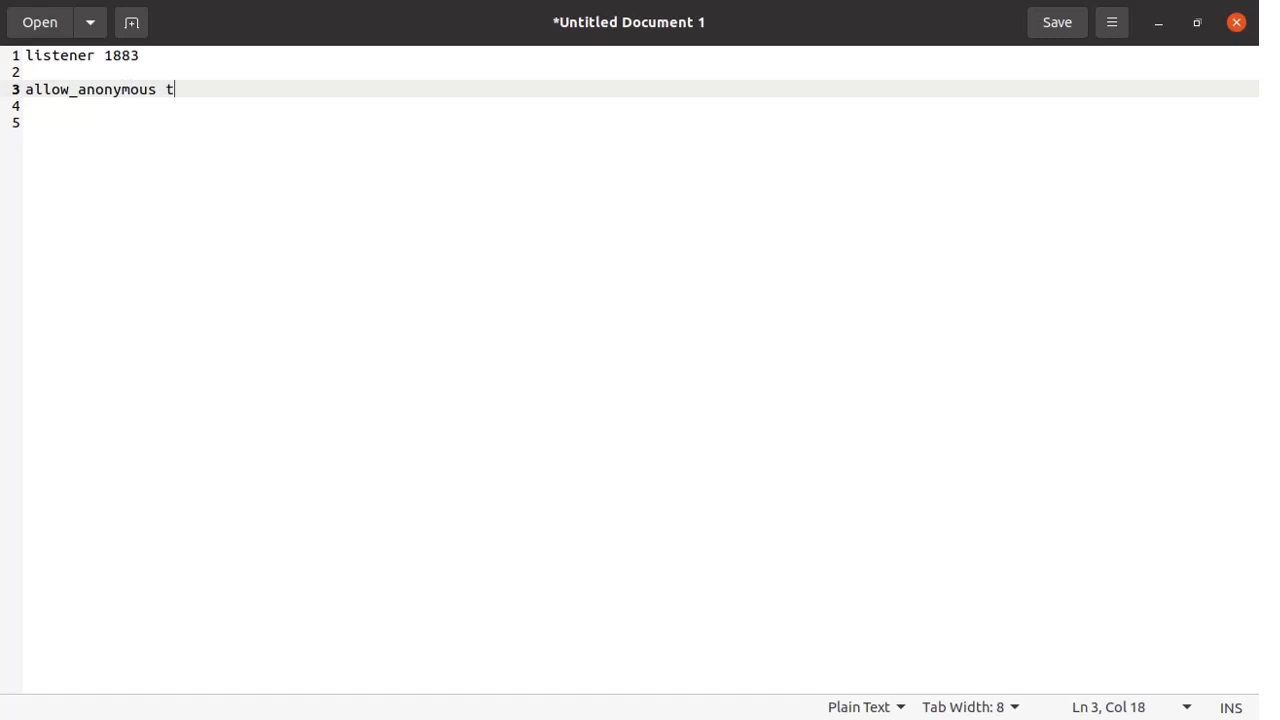 Open
*Untitled Document 1
Save
1 listener 1883
2
3 allow_anonymous t
4
5
Plain Text
Tab Width: 8
Ln 3, Col 18
INS